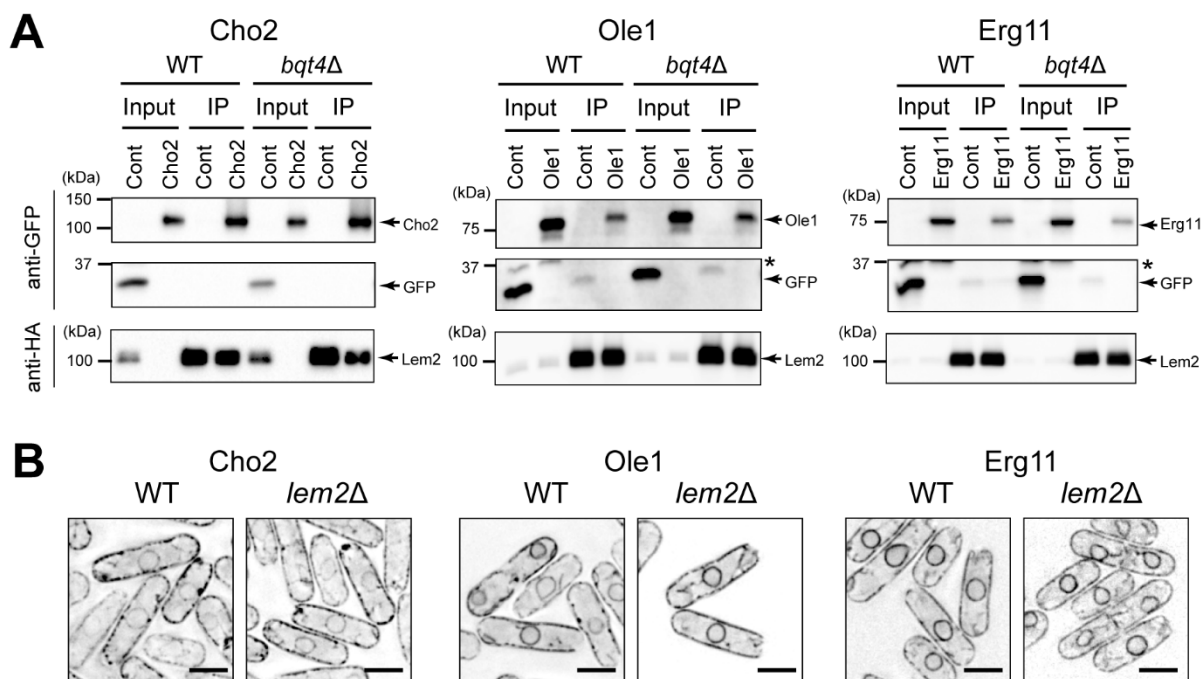 A
Cho2
WT bqt4Δ
Input IP Input IP
Cont Cho2 Cont Cho2 Cont Cho2 Cont Cho2
(kDa)
150
100
Cho2
37
GFP
(kDa)
100
Lem2
anti-GFP
anti-HA
Ole1
WT bqt4Δ
Input IP Input IP
Cont Ole1 Cont Ole1 Cont Ole1 Cont Ole1
(kDa)
75
Ole1
37
*
GFP
(kDa)
100
Lem2
Erg11
WT bqt4Δ
Input IP Input IP
Cont Erg11 Cont Erg11 Cont Erg11 Cont Erg11
(kDa)
75
Erg11
37
*
GFP
(kDa)
100
Lem2
B
Cho2 Ole1 Erg11
WT lem2Δ WT lem2Δ WT lem2Δ